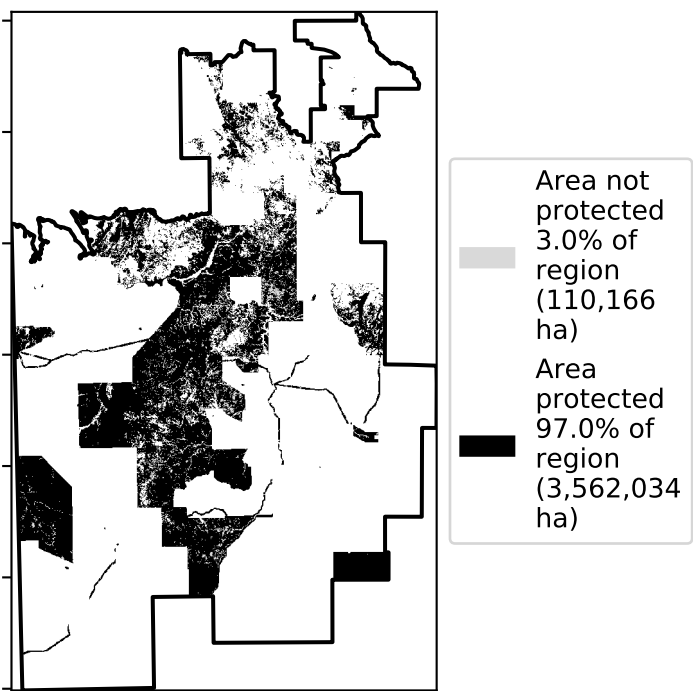 Area not
protected
3.0% of
region
(110,166
ha)
Area
protected
97.0% of
region
(3,562,034
ha)